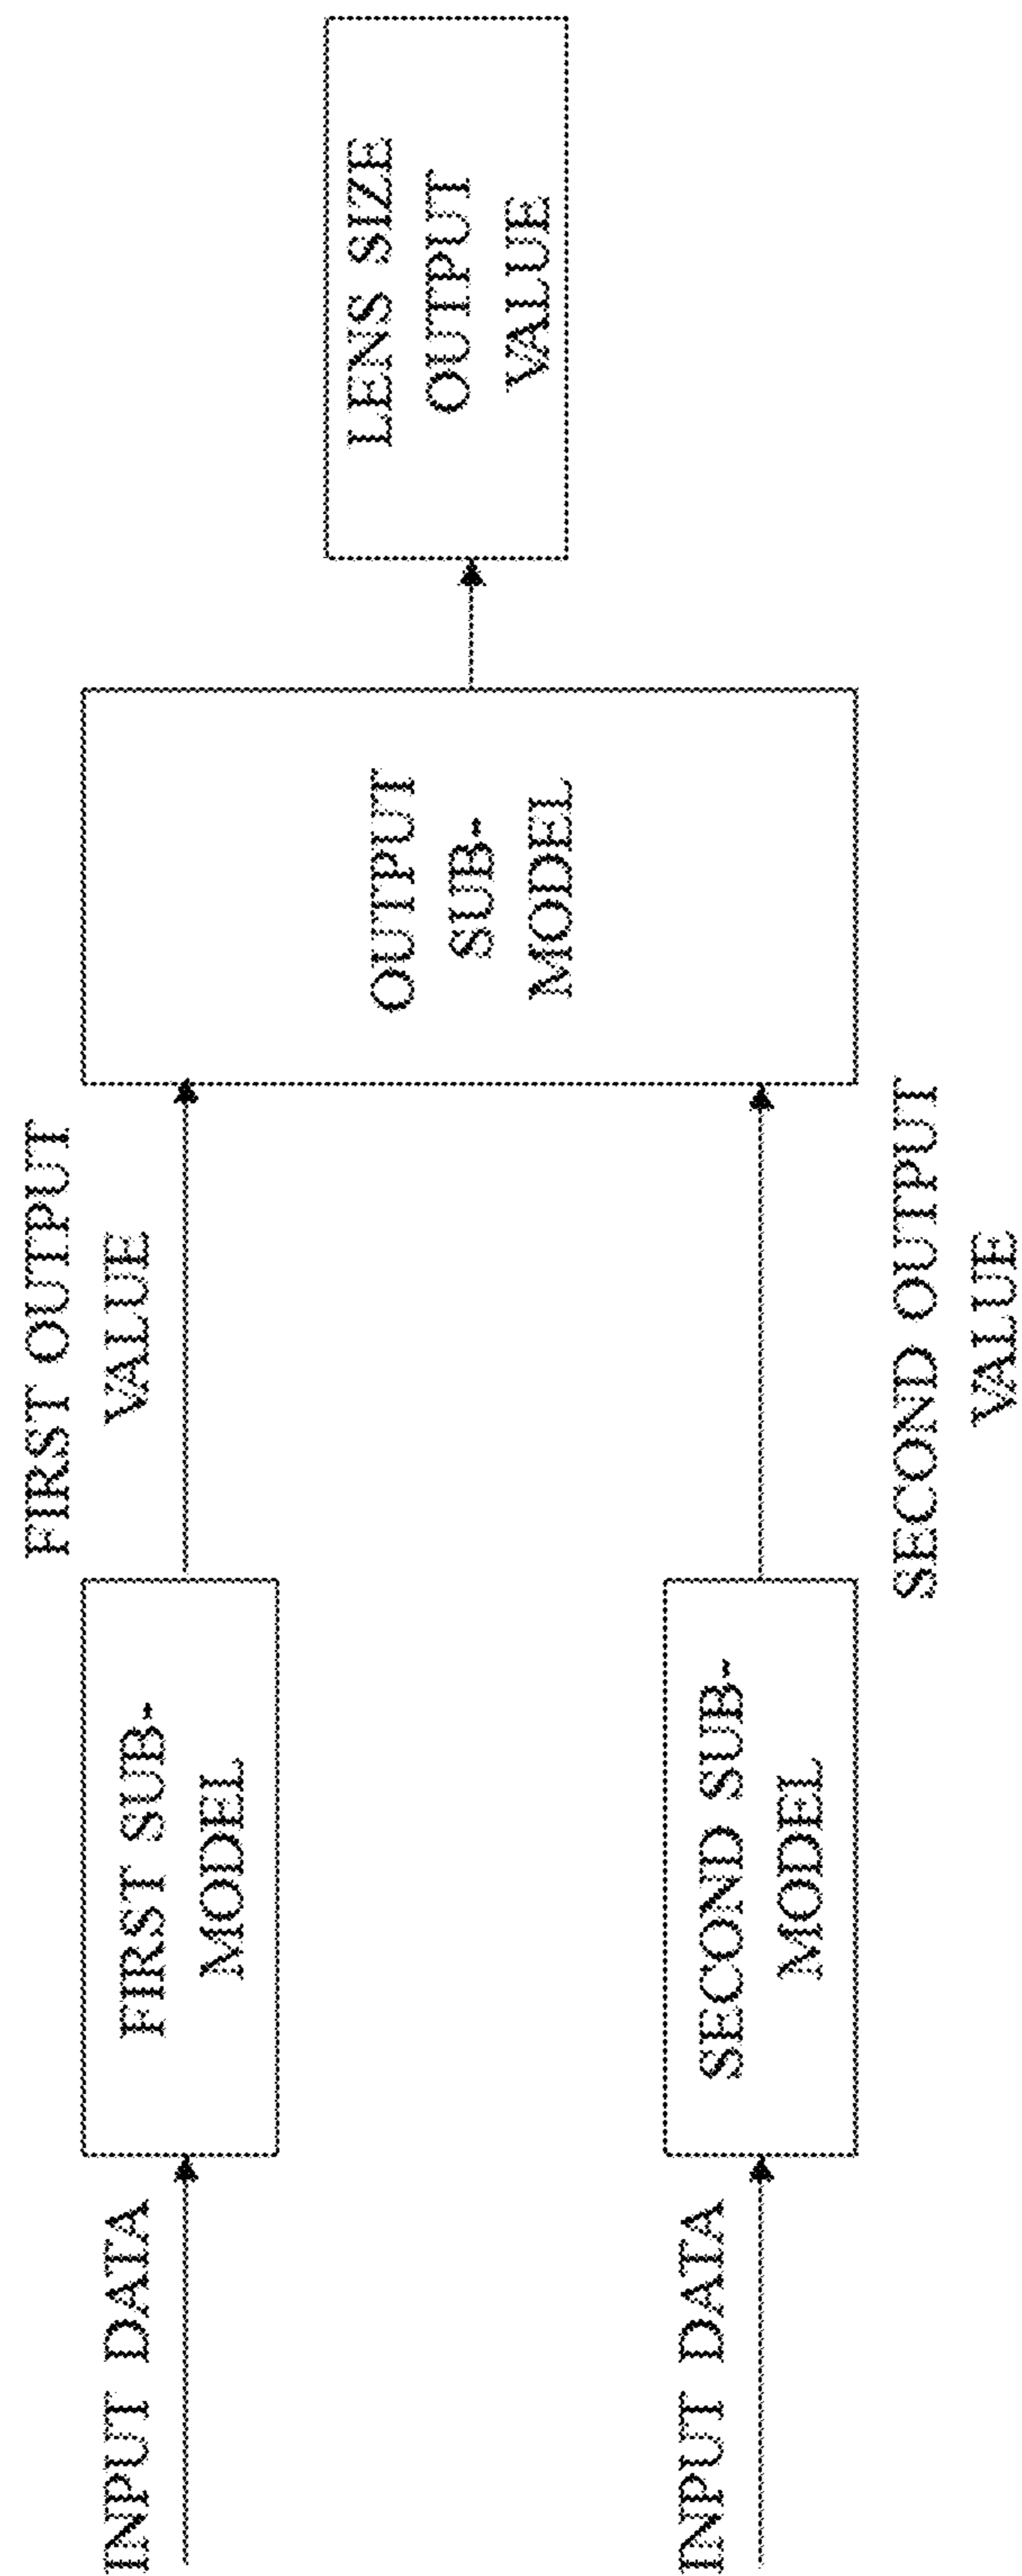 INPUT DATA
FIRST SUB-
MODEL
FIRST OUTPUT
VALUE
INPUT DATA
SECOND SUB-
MODEL
SECOND OUTPUT
VALUE
OUTPUT
SUB-
MODEL
LENS SIZE
OUTPUT
VALUE